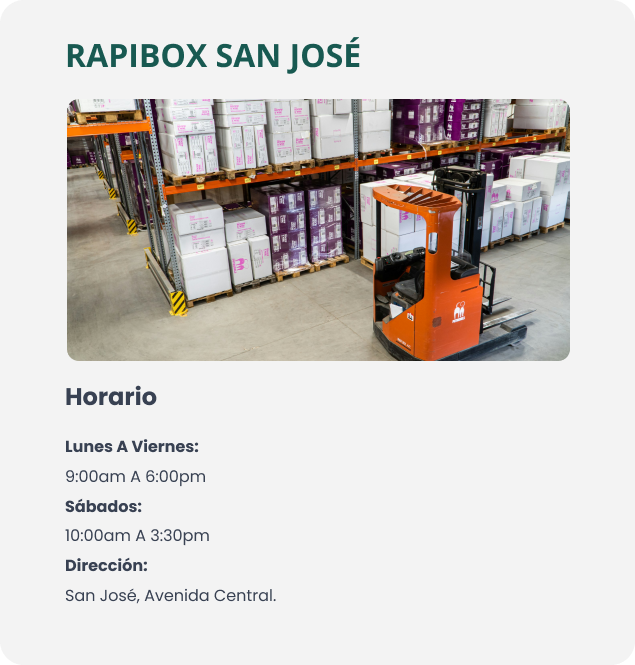 RAPIBOX SAN JOSÉ
Horario
Lunes A Viernes:
9:00am A 6:00pm
Sábados:
10:00am A 3:30pm
Dirección:
San José, Avenida Central.